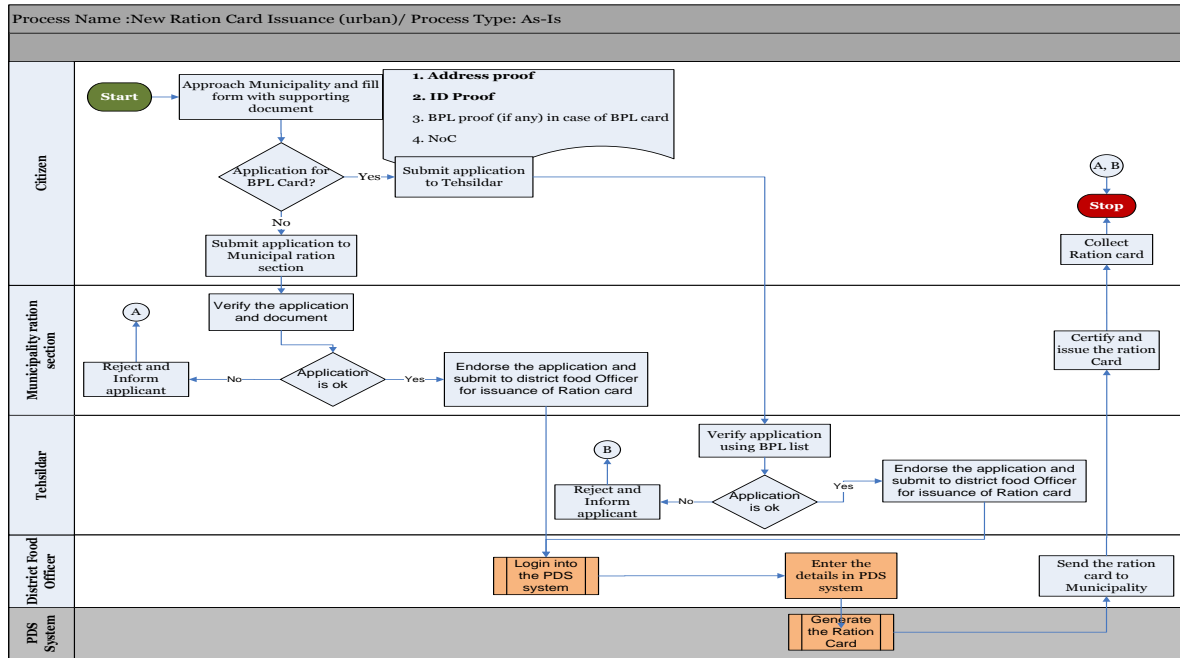 Process Name :New Ration Card Issuance (urban)/ Process Type: As-Is
Citizen
Start
Approach Municipality and fill
form with supporting
document
1. Address proof
2. ID Proof
3. BPL proof (if any) in case of BPL card
4. NoC
Application for
BPL Card?
Yes
Submit application
to Tehsildar
No
Submit application to
Municipal ration
section
A, B
Stop
Collect
Ration card
Municipality ration
section
A
Verify the application
and document
Reject and
Inform
applicant
No
Application
is ok
Yes
Endorse the application and
submit to district food Officer
for issuance of Ration card
Certify and
issue the ration
Card
Tehsildar
B
Verify application
using BPL list
Reject and
Inform
applicant
No
Application
is ok
Yes
Endorse the application and
submit to district food Officer
for issuance of Ration card
District Food
Officer
Login into
the PDS
system
Enter the
details in PDS
system
Send the ration
card to
Municipality
PDS
System
Generate
the Ration
Card